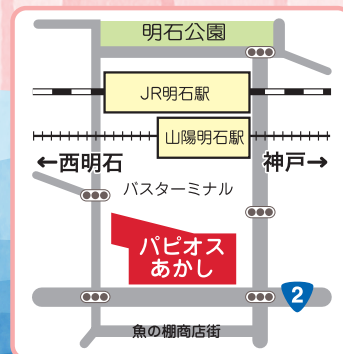 明石公園
JR明石駅
山陽明石駅
←西明石
神戸→
バスターミナル
パピオス
あかし
2
魚の棚商店街